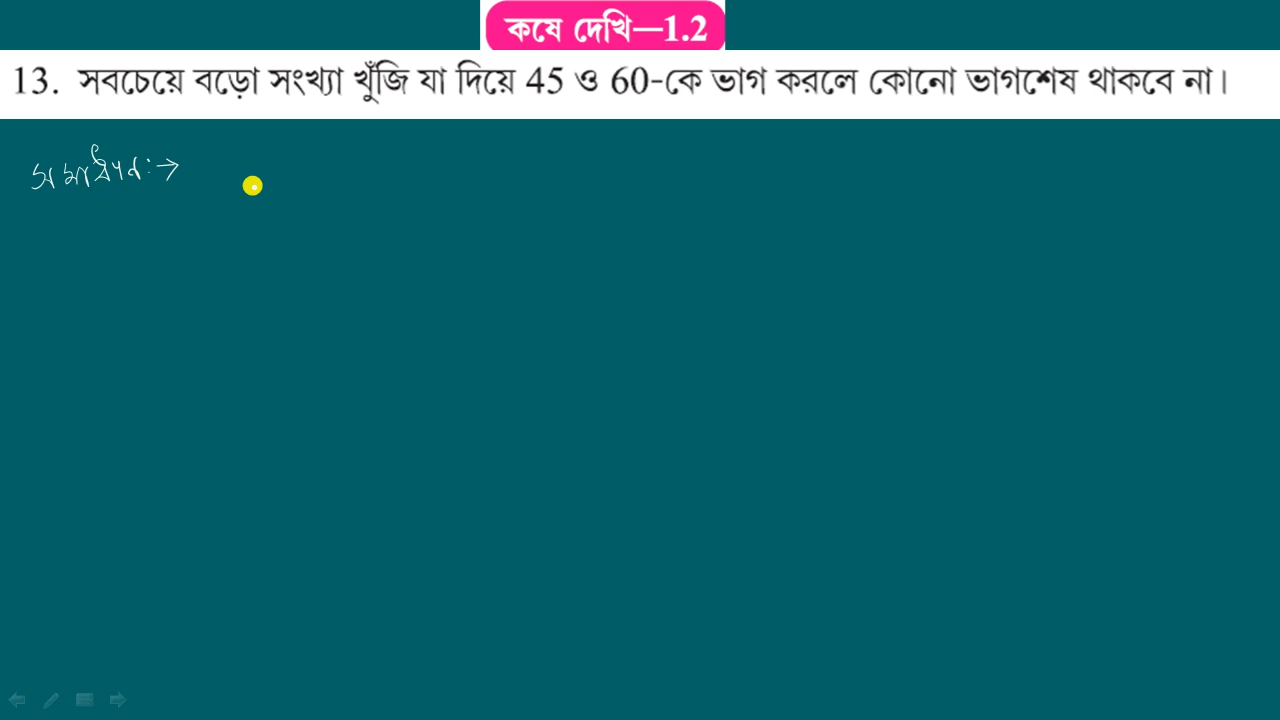 কষে দেখি—1.2
13. সবচেয়ে বড়ো সংখ্যা খুঁজি যা দিয়ে 45 ও 60-কে ভাগ করলে কোনো ভাগশেষ থাকবে না।
সমাধান:→